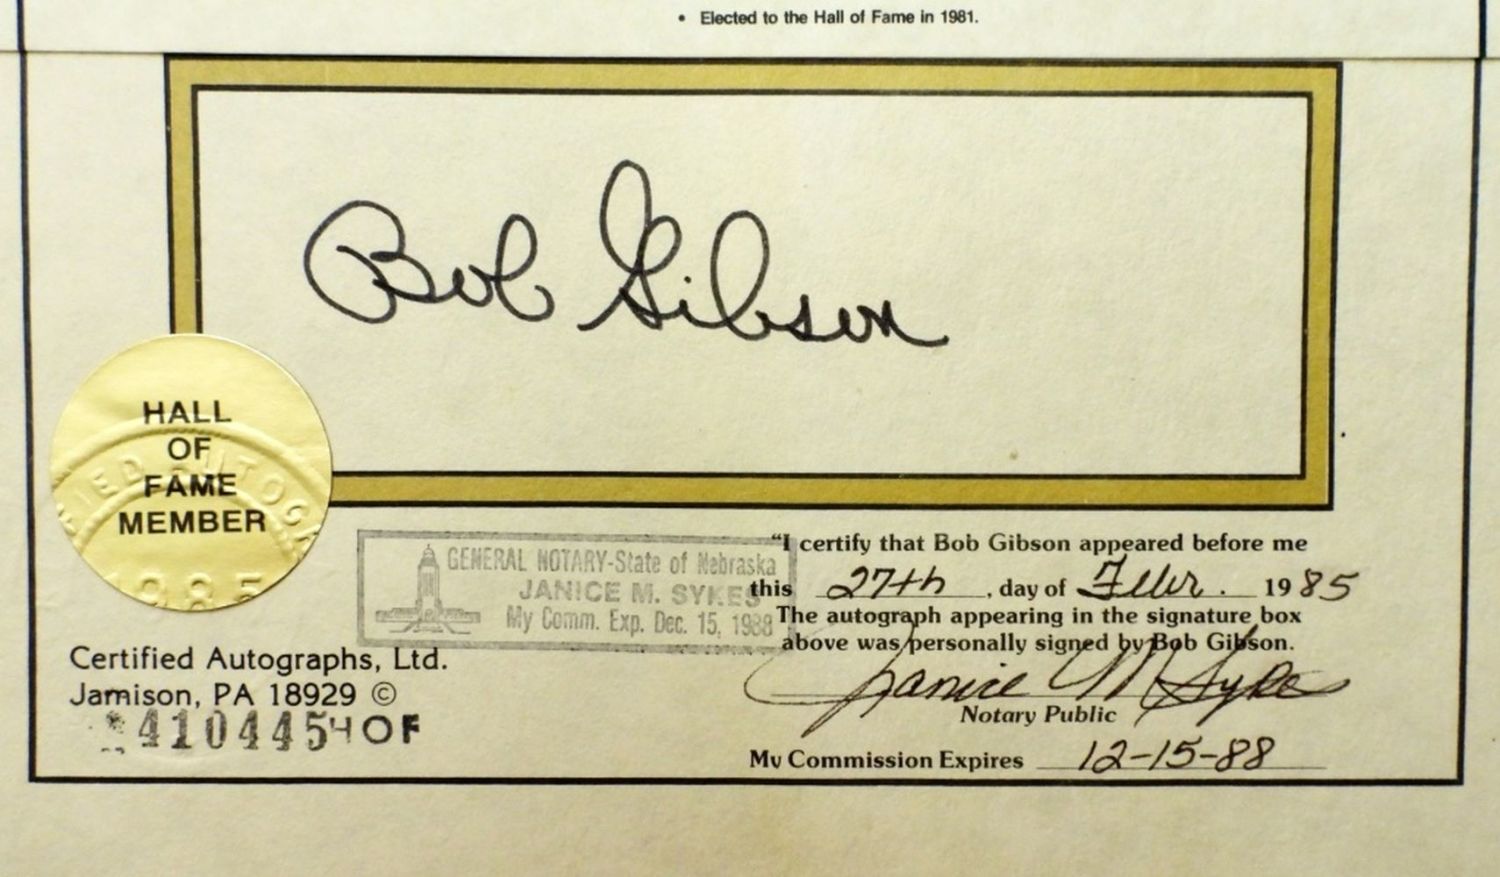 • Elected to the Hall of Fame in 1981.
Bob Gibson
HALL
OF
FAME
MEMBER
1985
GENERAL NOTARY-State of Nebraska
JANICE M. SYKES
My Comm. Exp. Dec. 15, 1988
"I certify that Bob Gibson appeared before me
this 27th, day of Febr. 1985
The autograph appearing in the signature box
above was personally signed by Bob Gibson.
Janice M Sykes
Notary Public
My Commission Expires 12-15-88
Certified Autographs, Ltd.
Jamison, PA 18929 ©
4104454OF